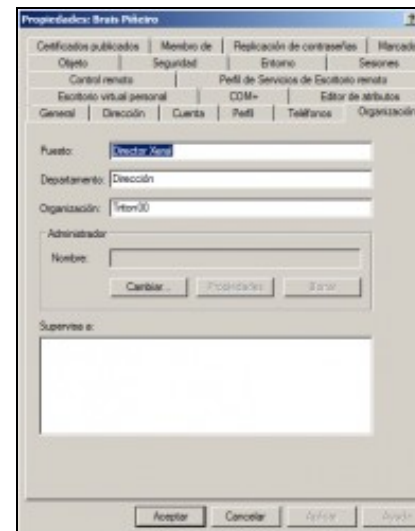 Propiedades: Brais Piñeiro
Certificados publicados Miembro de Replicación de contraseñas Marcado
Objeto Seguridad Entorno Sesiones
Control remoto Perfil de Servicios de Escritorio remoto
Escritorio virtual personal COM+ Editor de atributos
General Dirección Cuenta Perfil Teléfonos Organización
Puesto: Director Xeral
Departamento: Dirección
Organización:
Administrador
Nombre:
Cambiar... Propiedades Borrar
Supervisa a:
Aceptar Cancelar Aplicar Ayuda